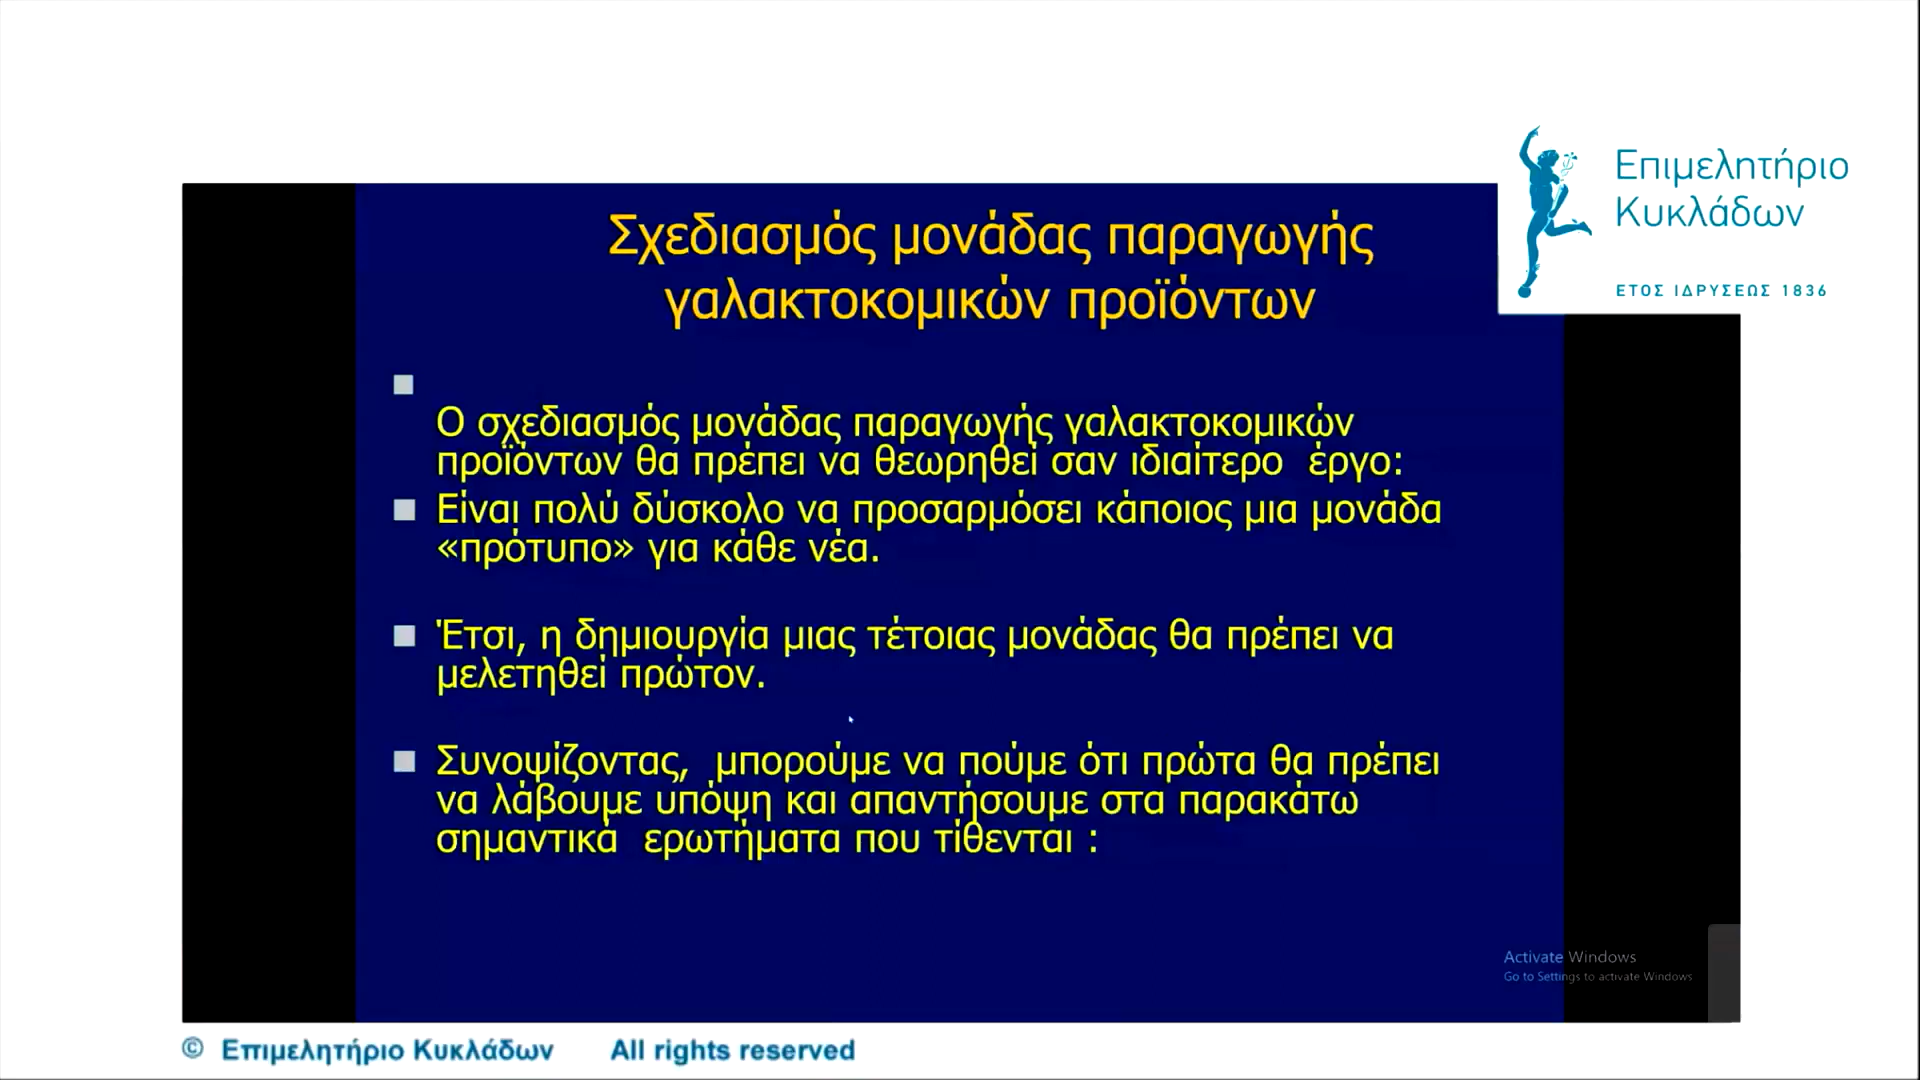 Επιμελητήριο
Κυκλάδων
ΕΤΟΣ ΙΔΡΥΣΕΩΣ 1836
Σχεδιασμός μονάδας παραγωγής
γαλακτοκομικών προϊόντων
Ο σχεδιασμός μονάδας παραγωγής γαλακτοκομικών
προϊόντων θα πρέπει να θεωρηθεί σαν ιδιαίτερο έργο:
Είναι πολύ δύσκολο να προσαρμόσει κάποιος μια μονάδα
«πρότυπο» για κάθε νέα.
Έτσι, η δημιουργία μιας τέτοιας μονάδας θα πρέπει να
μελετηθεί πρώτον.
Συνοψίζοντας, μπορούμε να πούμε ότι πρώτα θα πρέπει
να λάβουμε υπόψη και απαντήσουμε στα παρακάτω
σημαντικά ερωτήματα που τίθενται :
Activate Windows
Go to Settings to activate Windows
© Επιμελητήριο Κυκλάδων All rights reserved